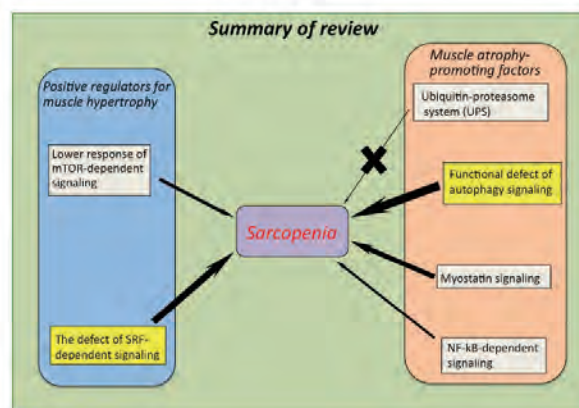 Summary of review
Positive regulators for
muscle hypertrophy
Lower response of
mTOR-dependent
signaling
The defect of SRF-
dependent signaling
Sarcopenia
Muscle atrophy-
promoting factors
Ubiquitin-proteasome
system (UPS)
Functional defect of
autophagy signaling
Myostatin signaling
NF-kB-dependent
signaling